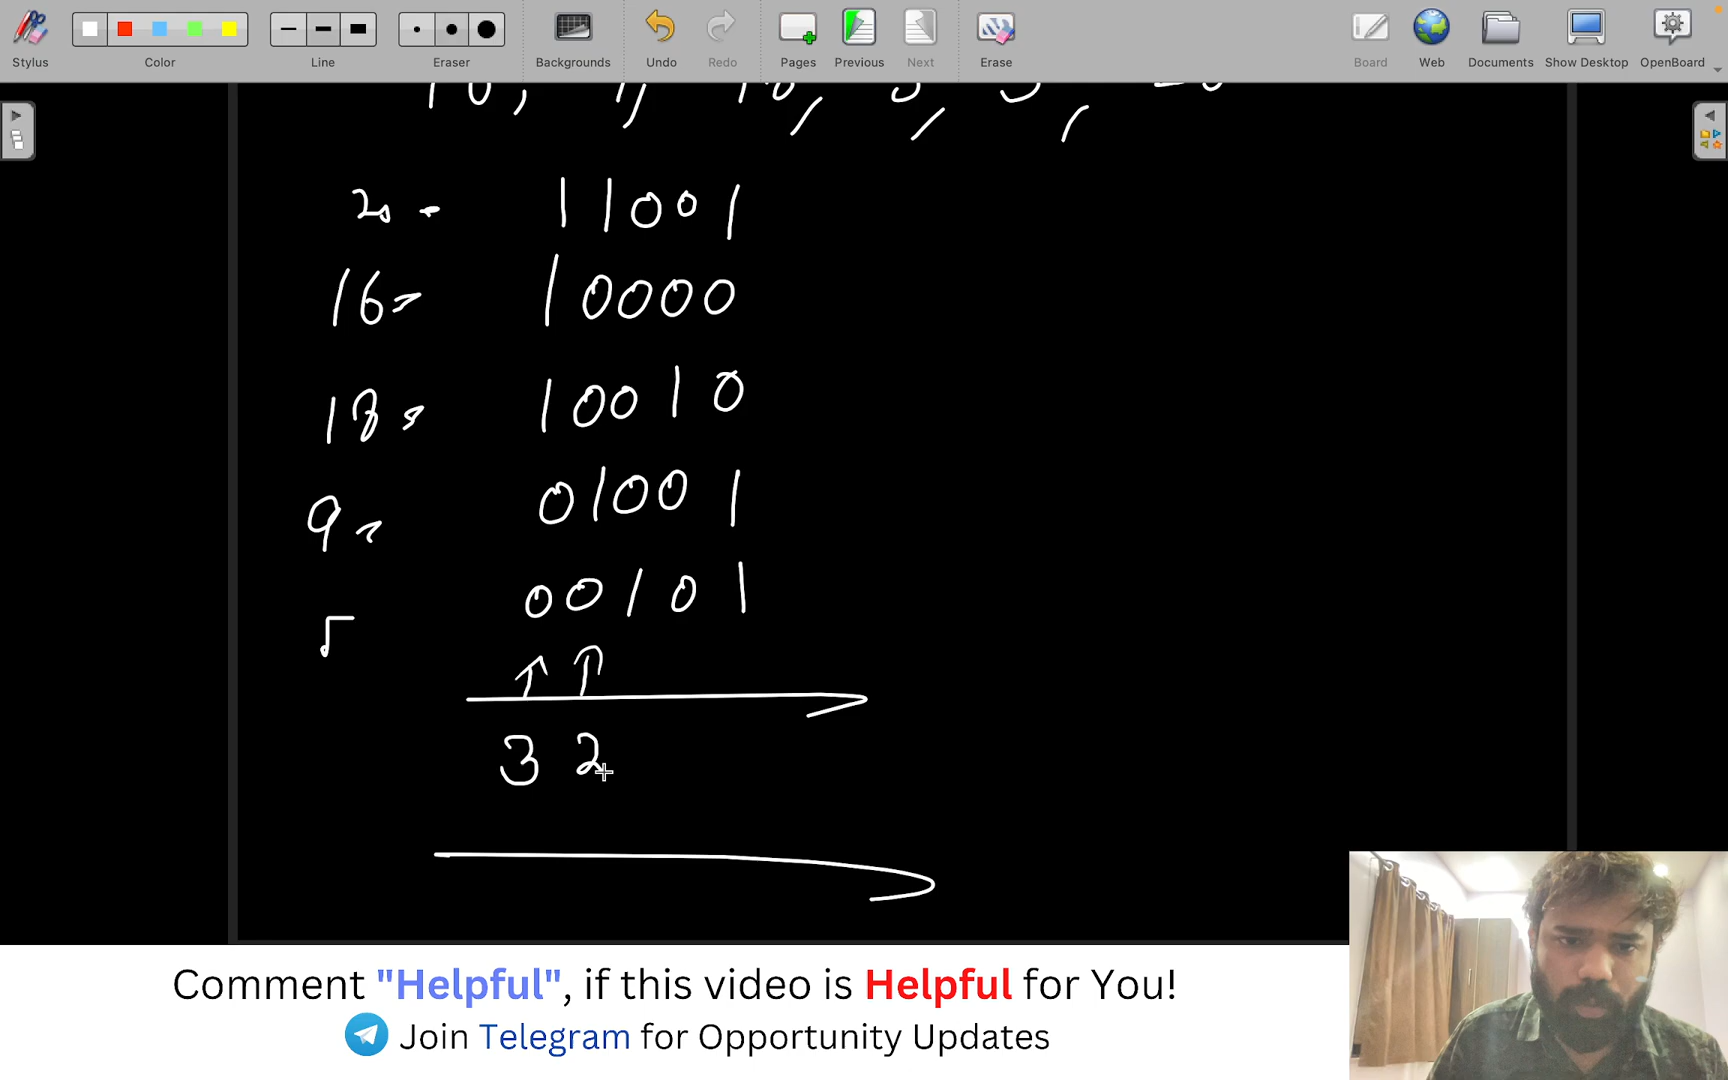 Stylus Color Line Eraser Backgrounds Undo Redo Pages Previous Next Erase Board Web Documents Show Desktop OpenBoard
20 - 11001
16 = 10000
18 = 10010
9 = 01001
5 00101
↑ ↑
3 2
Comment "Helpful", if this video is Helpful for You!
Join Telegram for Opportunity Updates